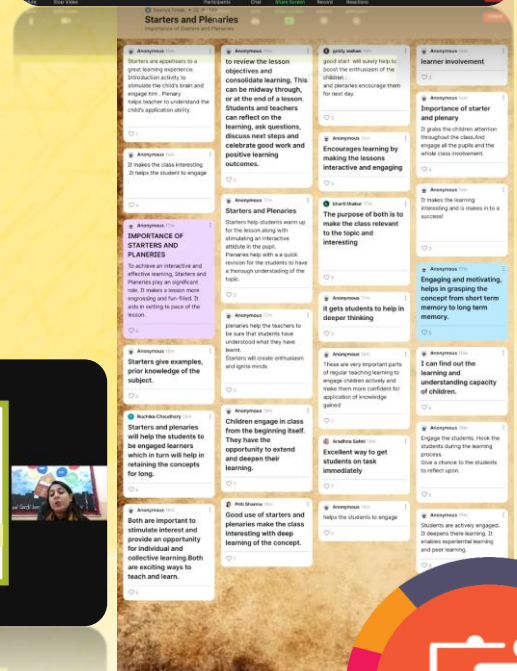 Stop Video
Participants
Chat
Share Screen
Record
Reactions
Starters and Plenaries
Importance of Starters and Plenaries
Anonymous
Starters are appetizers to a
great learning experience.
Introduction activity to
stimulate the child's brain and
engage him . Plenary
helps teacher to understand the
child's application ability.
Anonymous
It makes the class interesting
.It helps the student to engage
Anonymous
IMPORTANCE OF
STARTERS AND
PLANERIES
To achieve an interactive and
effective learning, Starters and
Planeries play an significant
role. It makes a lesson more
engrossing and fun-filled. It
aids in setting to pace of the
lesson.
Anonymous
Starters give examples,
prior knowledge of the
subject.
Ruchika Choudhary
Starters and plenaries
will help the students to
be engaged learners
which in turn will help in
retaining the concepts
for long.
Anonymous
Both are important to
stimulate interest and
provide an opportunity
for individual and
collective learning.Both
are exciting ways to
teach and learn.
to review the lesson
objectives and
consolidate learning. This
can be midway through,
or at the end of a lesson.
Students and teachers
can reflect on the
learning, ask questions,
discuss next steps and
celebrate good work and
positive learning
outcomes.
Anonymous
Starters and Plenaries
Starters help students warm up
for the lesson.along with
stimulating an interactive
attidude in the pupil.
Plenaries help with a a quick
revision for the students to have
a thorough understading of the
topic.
Anonymous
plenaries help the teachers to
be sure that students have
understood what they have
learnt.
Starters will create enthusiasm
and ignite minds.
Anonymous
Children engage in class
from the beginning itself.
They have the
opportunity to extend
and deepen their
learning.
Priti Sharma
Good use of starters and
plenaries make the class
interesting with deep
learning of the concept.
good start will surely help to
boost the enthusiasm of the
children .
and plenaries encourage them
for next day.
Anonymous
Encourages learning by
making the lessons
interactive and engaging
bharti thakur
The purpose of both is to
make the class relevant
to the topic and
interesting
Anonymous
it gets students to help in
deeper thinking
Anonymous
These are very important parts
of regular teaching learning to
engage children actively and
make them more confident for
application of knowledge
gained
Aradhna Sahni
Excellent way to get
students on task
immediately
Anonymous
helps the students to engage
learner involvement
Anonymous
Importance of starter
and plenary
It grabs the children attention
throughout the class.And
engage all the pupils and the
whole class involvement.
Anonymous
It makes the learning
interesting and is makes in to a
success!
Anonymous
Engaging and motivating,
helps in grasping the
concept from short term
memory to long term
memory.
Anonymous
I can find out the
learning and
understanding capacity
of children.
Anonymous
Engage the students. Hook the
students during the learning
process.
Give a chance to the students
to reflect upon.
Anonymous
Students are actively engaged.
It deepens there learning. It
enables experiential learning
and peer learning.